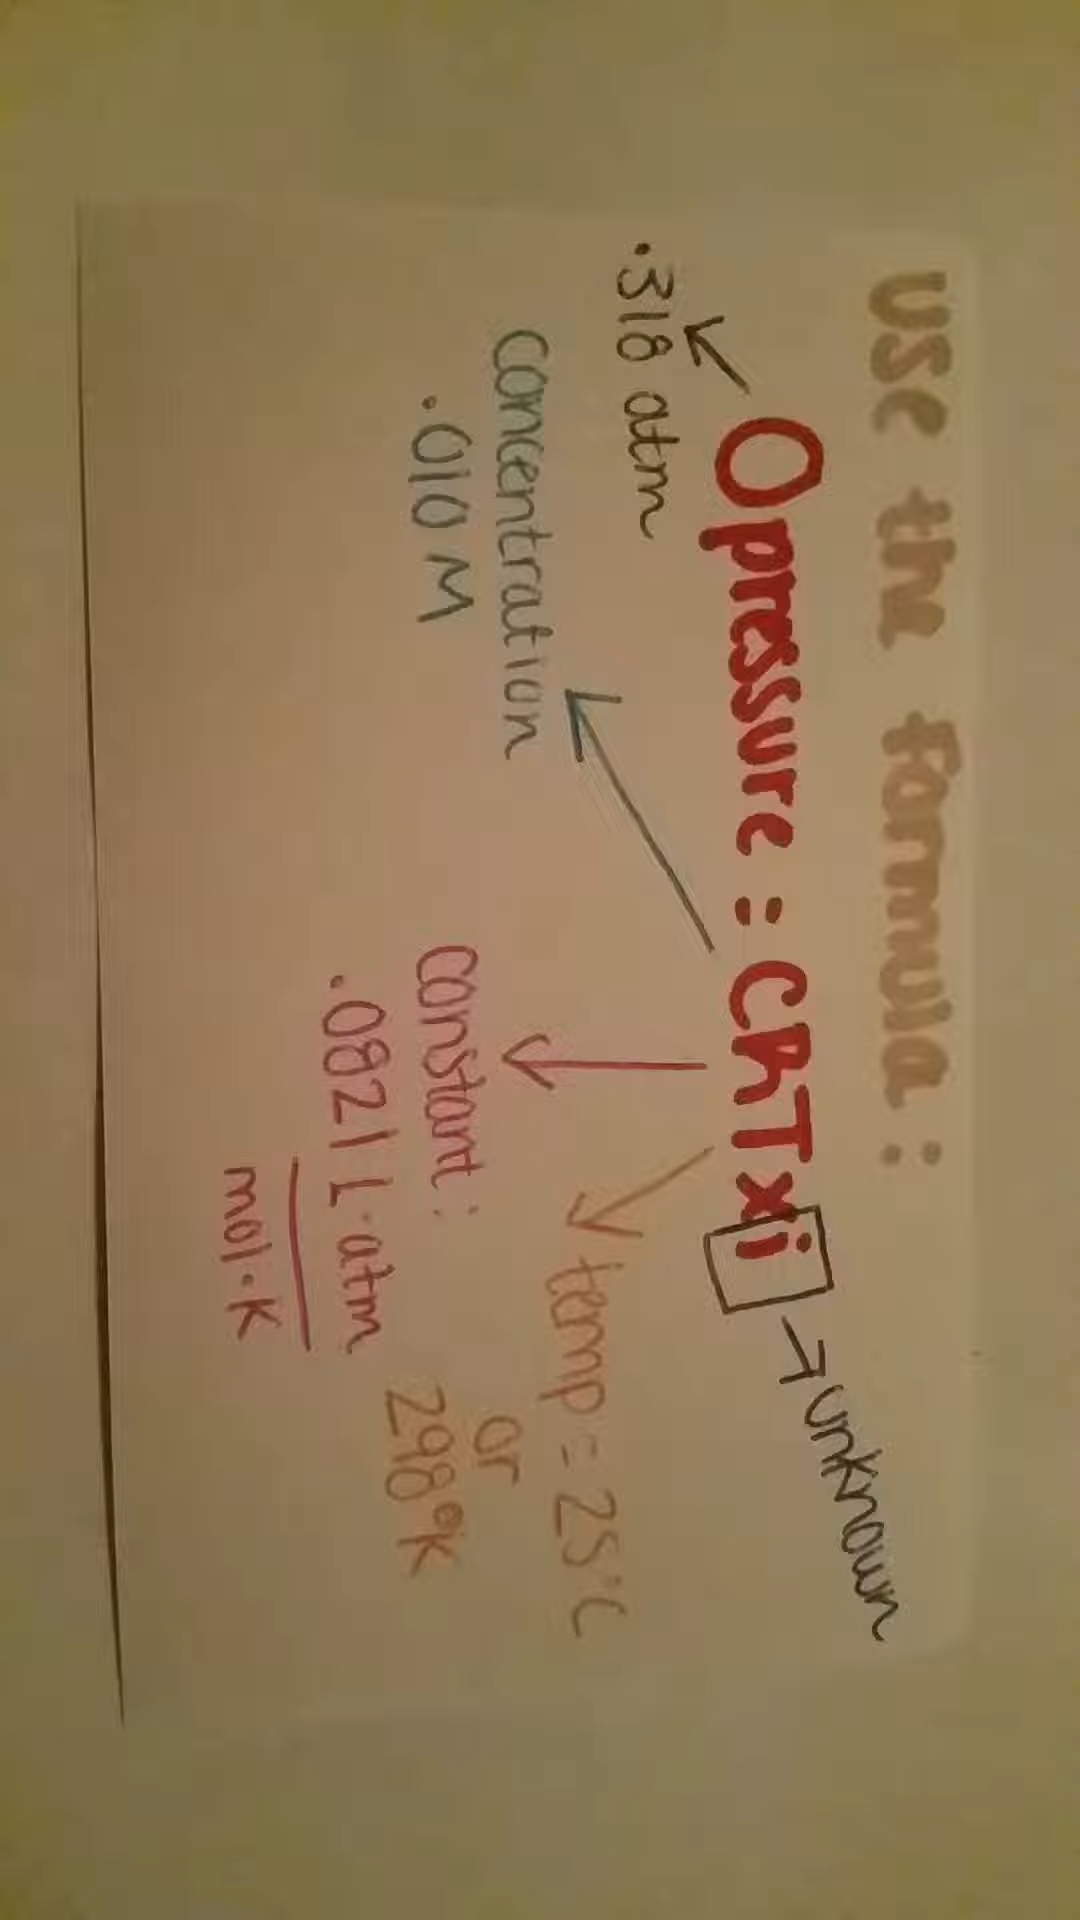 use the formula :
Opressure = CRTxi → unknown
.318 atm
concentration
.010 M
temp = 25°C
or
298°K
constant :
.0821 L·atm
mol·K